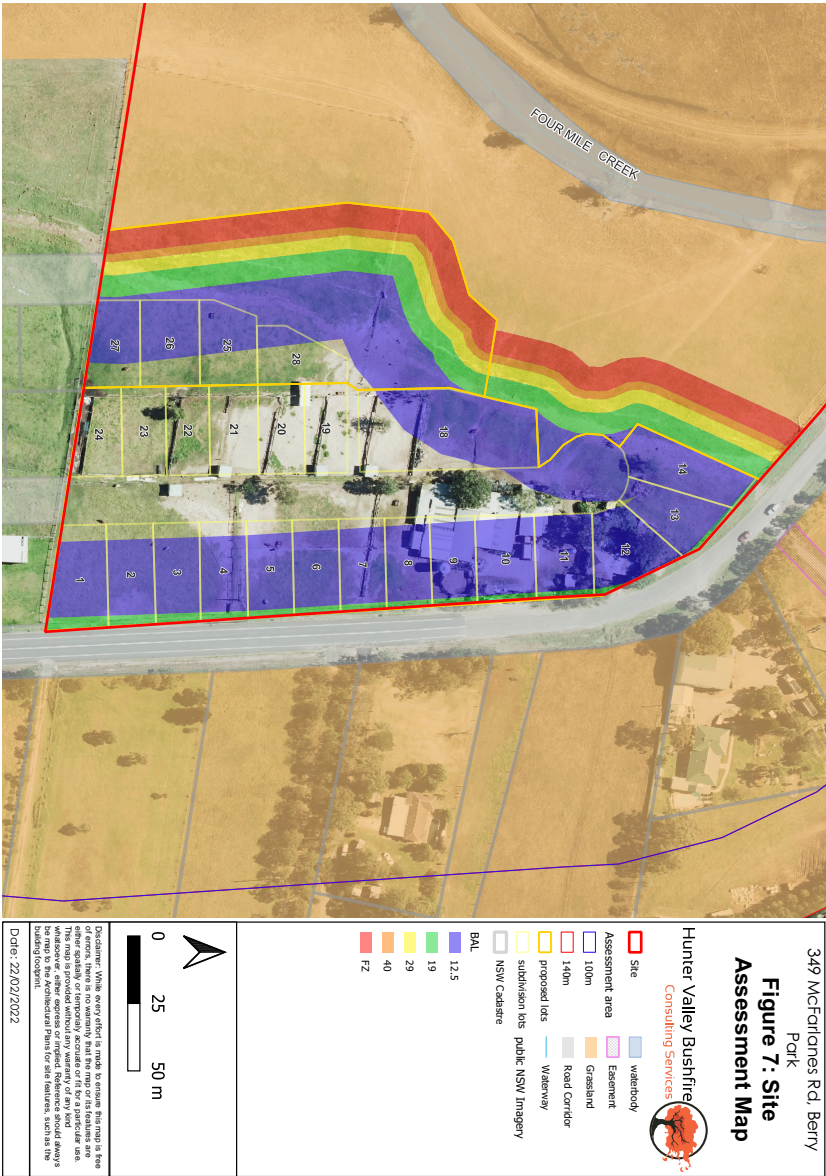 349 McFarlanes Rd, Berry
Park
Figure 7: Site
Assessment Map
Hunter Valley Bushfire
Consulting Services
Site
Assessment area
100m
140m
proposed lots
subdivision lots
NSW Cadastre
waterbody
Easement
Grassland
Road Corridor
Waterway
public NSW Imagery
BAL
12.5
19
29
40
FZ
0 25 50 m
Disclaimer: While every effort is made to ensure this map is free
of errors, there is no warranty that the map or its features are
either spatially or temporally accurate or fit for a particular use.
This map is provided without any warranty of any kind
whatsoever, either express or implied. Reference should always
be map to the Architectural Plans for site features, such as the
building footprint.
Date: 22/02/2022
FOUR MILE CREEK
1
2
3
4
5
6
7
8
9
10
11
12
13
14
18
19
20
21
22
23
24
25
26
27
28